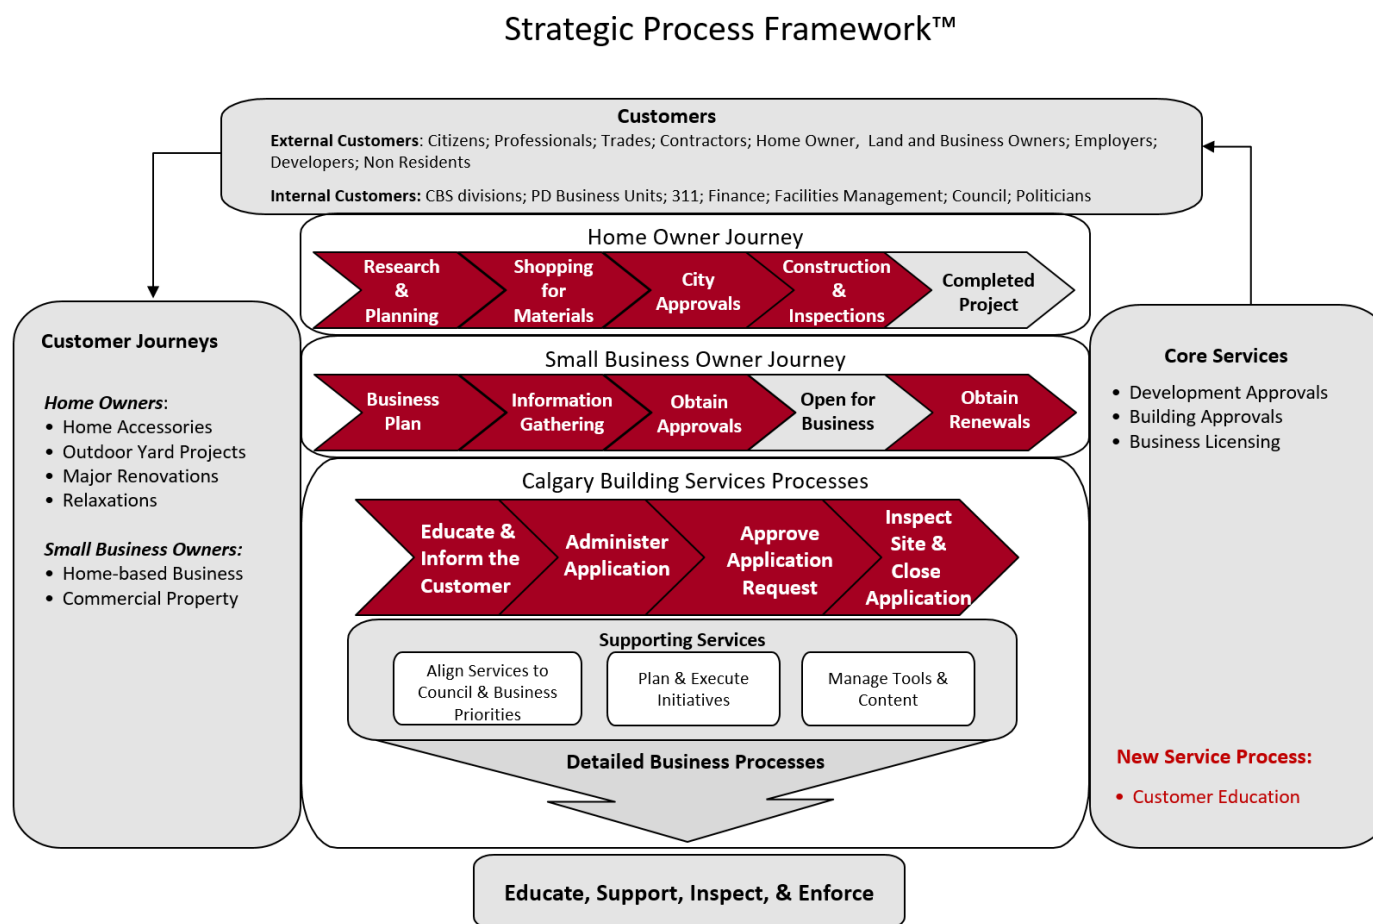 Strategic Process Framework™
Customers
External Customers: Citizens; Professionals; Trades; Contractors; Home Owner, Land and Business Owners; Employers;
Developers; Non Residents
Internal Customers: CBS divisions; PD Business Units; 311; Finance; Facilities Management; Council; Politicians
Home Owner Journey
Research
&
Planning
Shopping
for
Materials
City
Approvals
Construction
&
Inspections
Completed
Project
Customer Journeys
Home Owners:
• Home Accessories
• Outdoor Yard Projects
• Major Renovations
• Relaxations
Small Business Owners:
• Home-based Business
• Commercial Property
Small Business Owner Journey
Business
Plan
Information
Gathering
Obtain
Approvals
Open for
Business
Obtain
Renewals
Calgary Building Services Processes
Educate &
Inform the
Customer
Administer
Application
Approve
Application
Request
Inspect
Site &
Close
Application
Supporting Services
Align Services to
Council & Business
Priorities
Plan & Execute
Initiatives
Manage Tools &
Content
Detailed Business Processes
Core Services
• Development Approvals
• Building Approvals
• Business Licensing
New Service Process:
• Customer Education
Educate, Support, Inspect, & Enforce